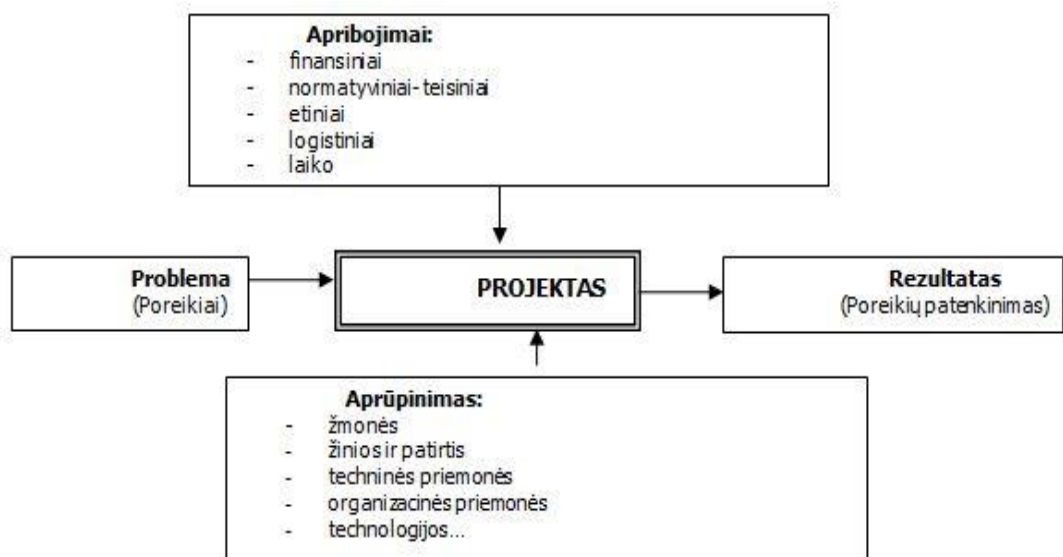 Apribojimai:
- finansiniai
- normatyviniai-teisiniai
- etiniai
- logistiniai
- laiko
Problema
(Poreikiai)
PROJEKTAS
Rezultatas
(Poreikių patenkinimas)
Aprūpinimas:
- žmonės
- žinios ir patirtis
- techninės priemonės
- organizacinės priemonės
- technologijos...